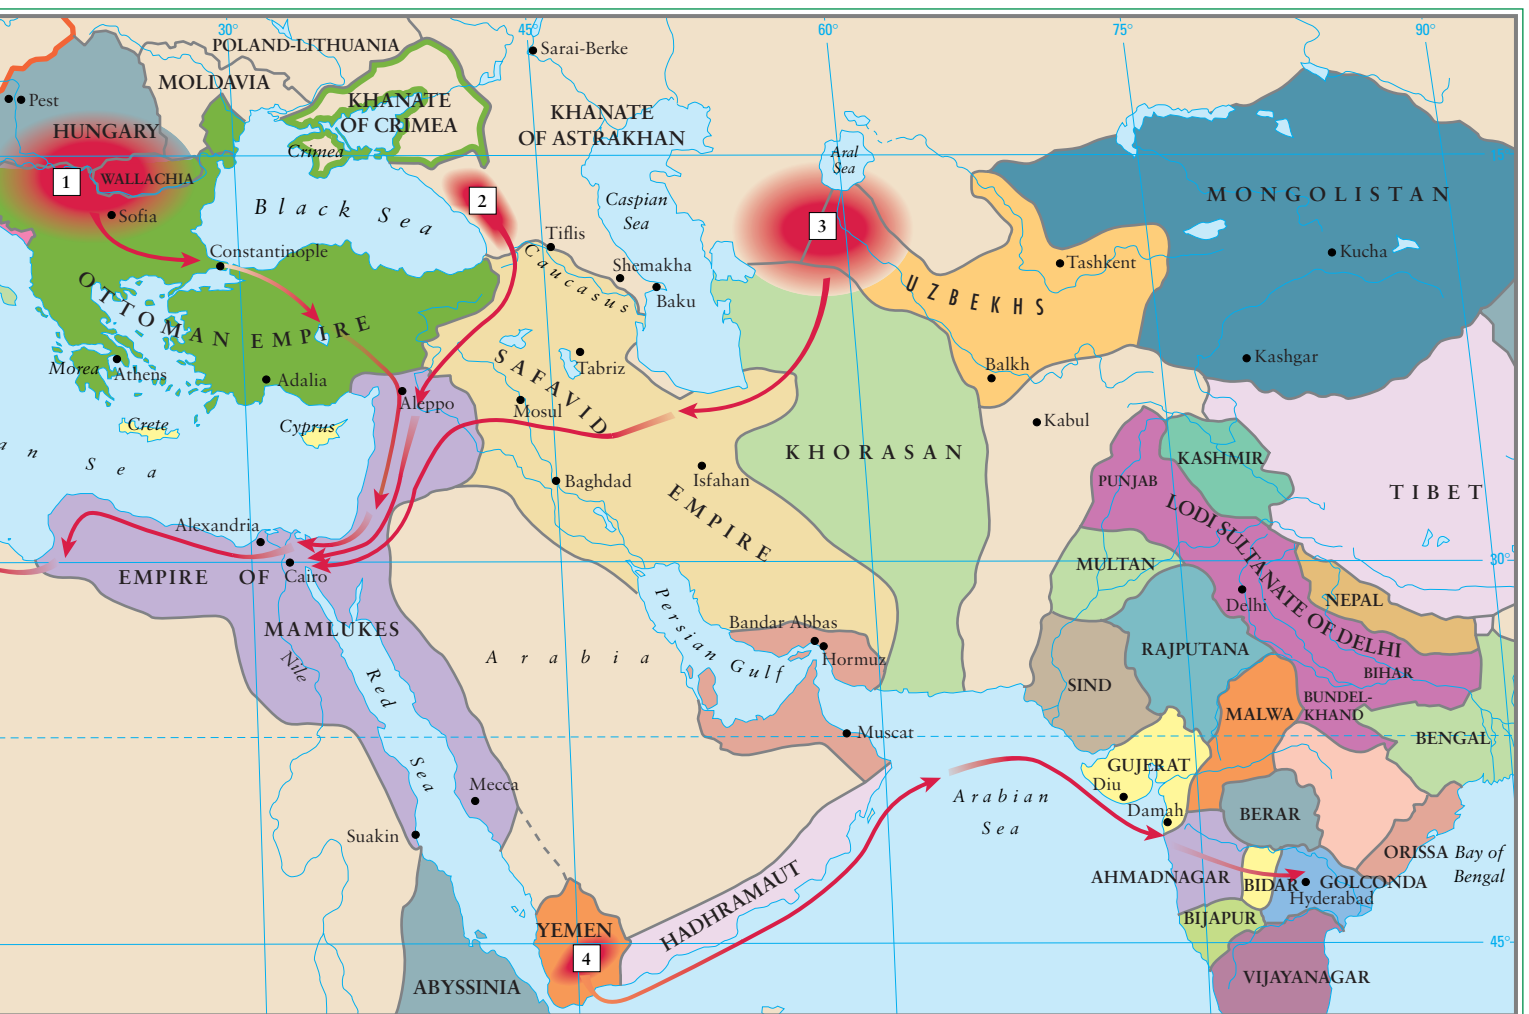 30°
45°
60°
75°
90°
POLAND-LITHUANIA
Sarai-Berke
MOLDAVIA
Pest
KHANATE
OF CRIMEA
KHANATE
OF ASTRAKHAN
HUNGARY
Crimea
Aral
Sea
1
WALLACHIA
2
MONGOLISTAN
Sofia
Black Sea
Caspian
Sea
3
Constantinople
Tiflis
Kucha
Caucasus
Shemakha
Tashkent
Baku
UZBEKHS
OTTOMAN EMPIRE
Morea
Athens
Tabriz
Balkh
Kashgar
Adalia
SAFAVID
EMPIRE
Aleppo
Mosul
Kabul
Crete
Cyprus
an Sea
KHORASAN
KASHMIR
Isfahan
PUNJAB
Baghdad
TIBET
LODI SULTANATE OF DELHI
Alexandria
EMPIRE OF
MAMLUKES
Cairo
MULTAN
30°
Delhi
NEPAL
Persian Gulf
Bandar Abbas
Hormuz
Nile
Arabia
RAJPUTANA
BIHAR
Red
Sea
SIND
BUNDEL-
KHAND
MALWA
Muscat
BENGAL
GUJERAT
Mecca
Diu
Arabian
Sea
Damah
BERAR
Suakin
ORISSA
Bay of
Bengal
HADHRAMAUT
AHMADNAGAR
BIDAR
GOLCONDA
Hyderabad
BIJAPUR
YEMEN
45°
4
ABYSSINIA
VIJAYANAGAR